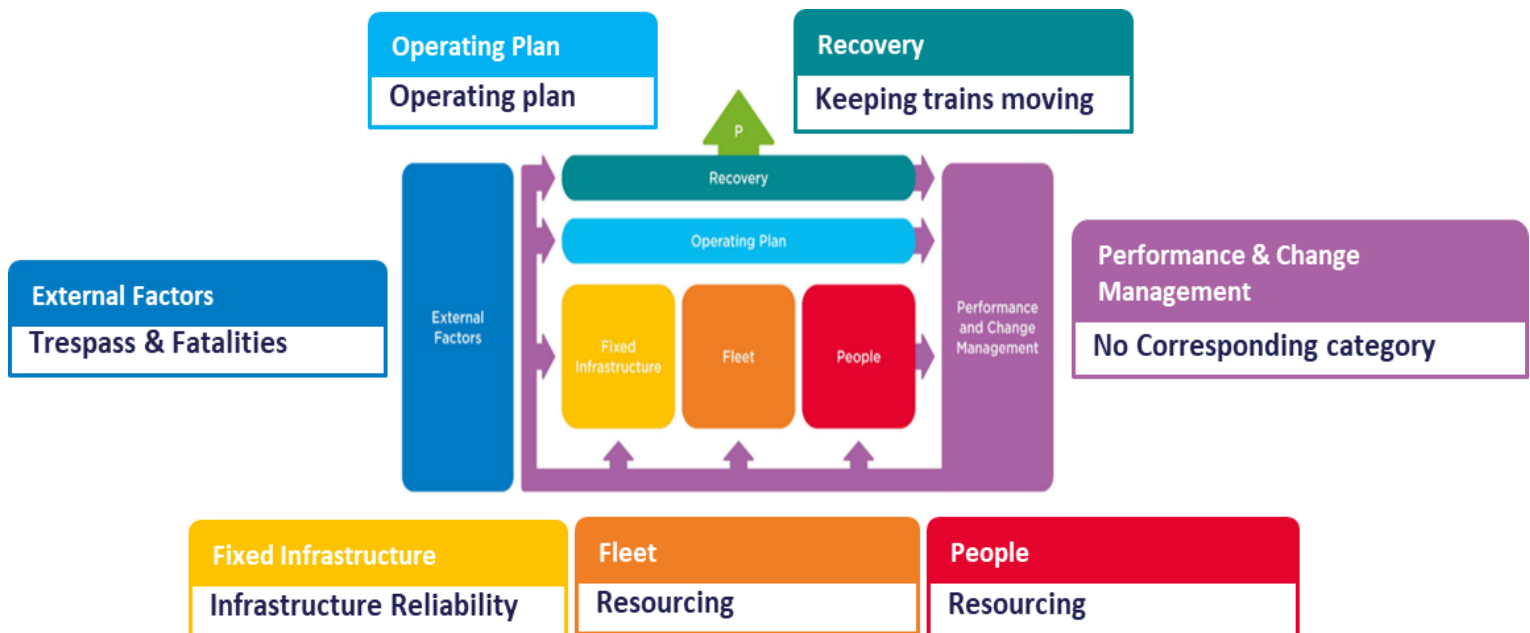 Operating Plan
Operating plan
Recovery
Keeping trains moving
P
Recovery
Operating Plan
External Factors
Trespass & Fatalities
External
Factors
Fixed
Infrastructure
Fleet
People
Performance
and Change
Management
Performance & Change
Management
No Corresponding category
Fixed Infrastructure
Infrastructure Reliability
Fleet
Resourcing
People
Resourcing